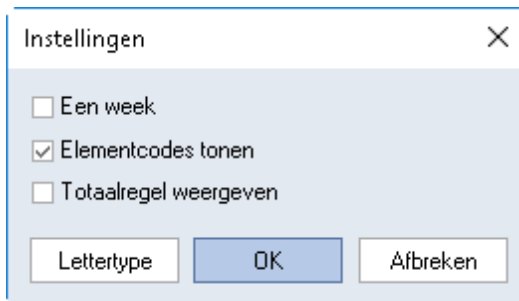 Instellingen
Een week
Elementcodes tonen
Totaalregel weergeven
Lettertype OK Afbreken